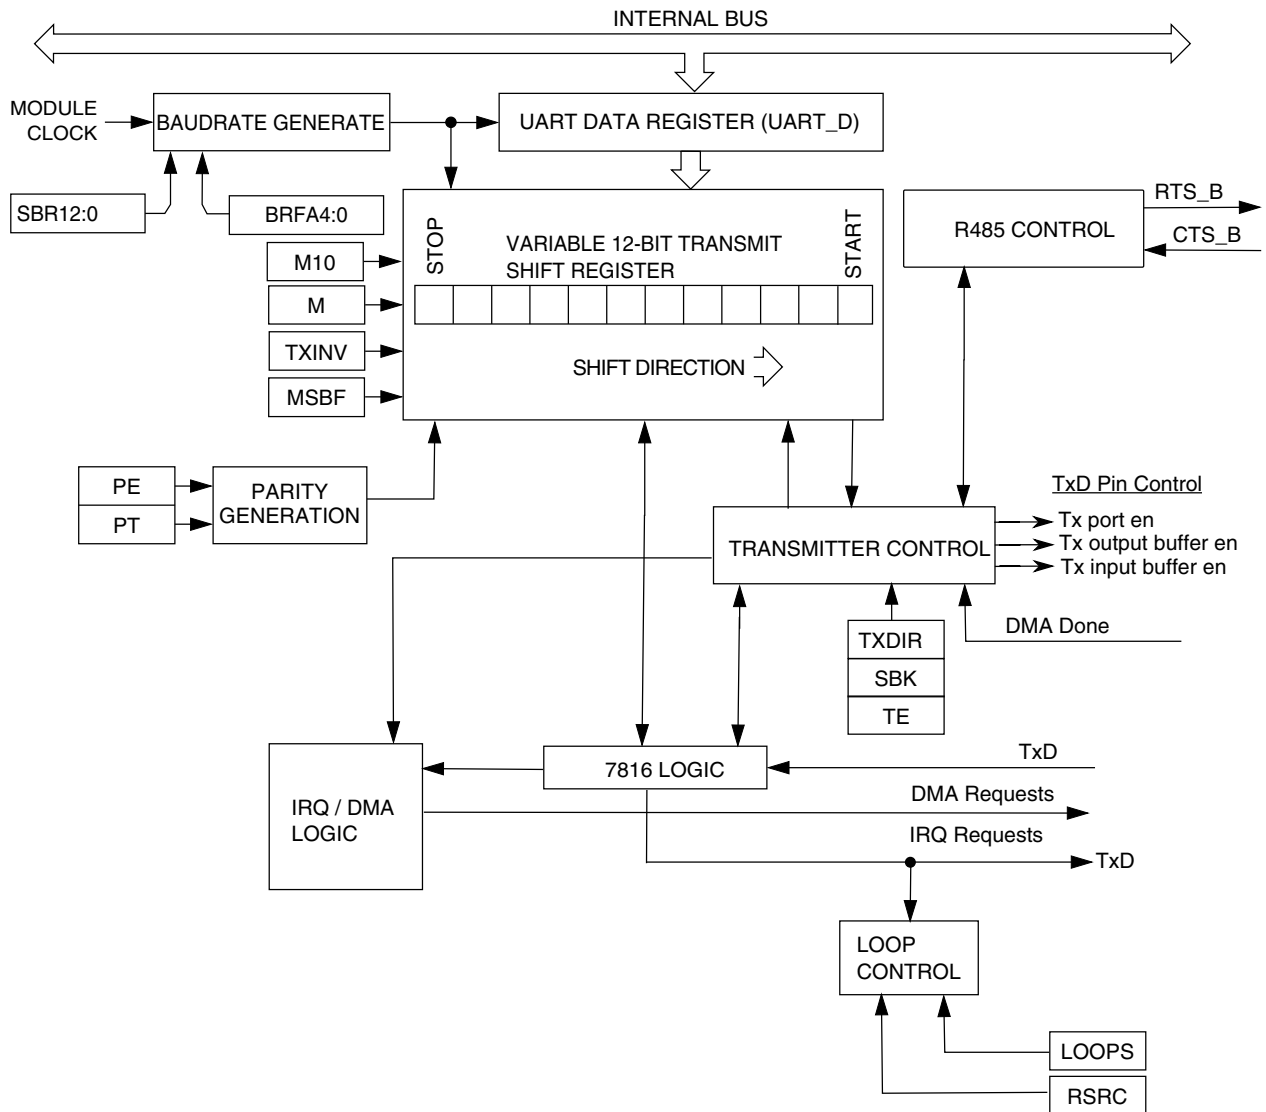 INTERNAL BUS
MODULE
CLOCK
BAUDRATE GENERATE
UART DATA REGISTER (UART_D)
SBR12:0
BRFA4:0
RTS_B
R485 CONTROL
CTS_B
STOP
VARIABLE 12-BIT TRANSMIT
SHIFT REGISTER
START
M10
M
TXINV
SHIFT DIRECTION
MSBF
PE
PT
PARITY
GENERATION
TxD Pin Control
Tx port en
TRANSMITTER CONTROL
Tx output buffer en
Tx input buffer en
DMA Done
TXDIR
SBK
TE
7816 LOGIC
TxD
IRQ / DMA
LOGIC
DMA Requests
IRQ Requests
TxD
LOOP
CONTROL
LOOPS
RSRC